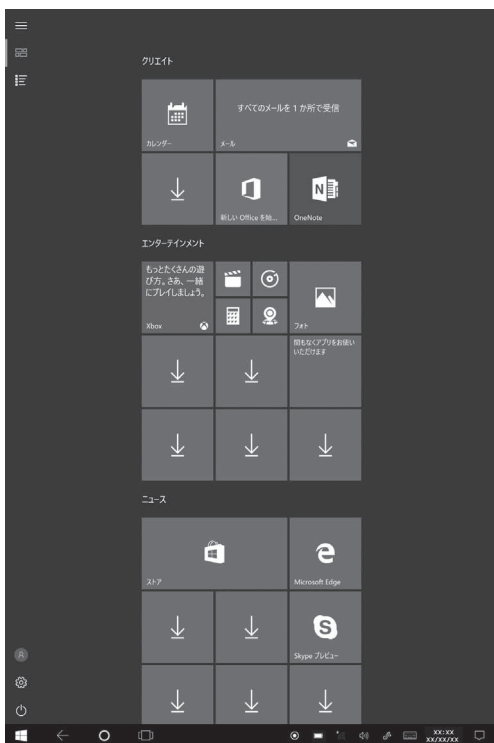 クリエイト
すべてのメールを 1 か所で受信
カレンダー
メール
新しい Office を始...
OneNote
エンターテインメント
もっとたくさんの遊
び方。さあ、一緒
にプレイしましょう。
Xbox
フォト
間もなくアプリをお使い
いただけます
ニュース
ストア
Microsoft Edge
Skype プレビュー
XX:XX
XX/XX/XX